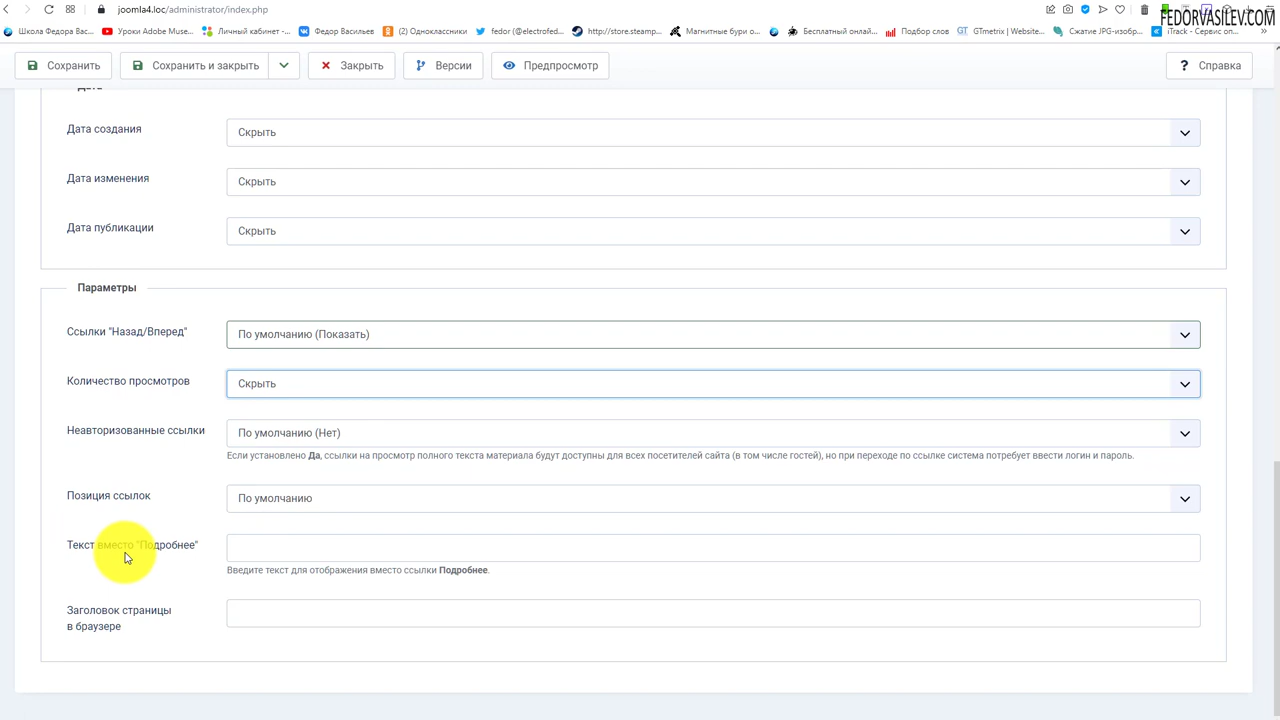 joomla4.loc/administrator/index.php
FEDORVASILEV.COM
Школа Федора Вас...
Уроки Adobe Muse...
Личный кабинет -...
Федор Васильев
(2) Одноклассники
fedor (@electrofed...
http://store.steamp...
Магнитные бури о...
Бесплатный онлай...
Подбор слов
GTmetrix | Website...
Сжатие JPG-изобр...
iTrack - Сервис оп...
Сохранить
Сохранить и закрыть
Закрыть
Версии
Предпросмотр
? Справка
Дата
Дата создания
Скрыть
Дата изменения
Скрыть
Дата публикации
Скрыть
Параметры
Ссылки "Назад/Вперед"
По умолчанию (Показать)
Количество просмотров
Скрыть
Неавторизованные ссылки
По умолчанию (Нет)
Если установлено Да, ссылки на просмотр полного текста материала будут доступны для всех посетителей сайта (в том числе гостей), но при переходе по ссылке система потребует ввести логин и пароль.
Позиция ссылок
По умолчанию
Текст вместо "Подробнее"
Введите текст для отображения вместо ссылки Подробнее.
Заголовок страницы
в браузере